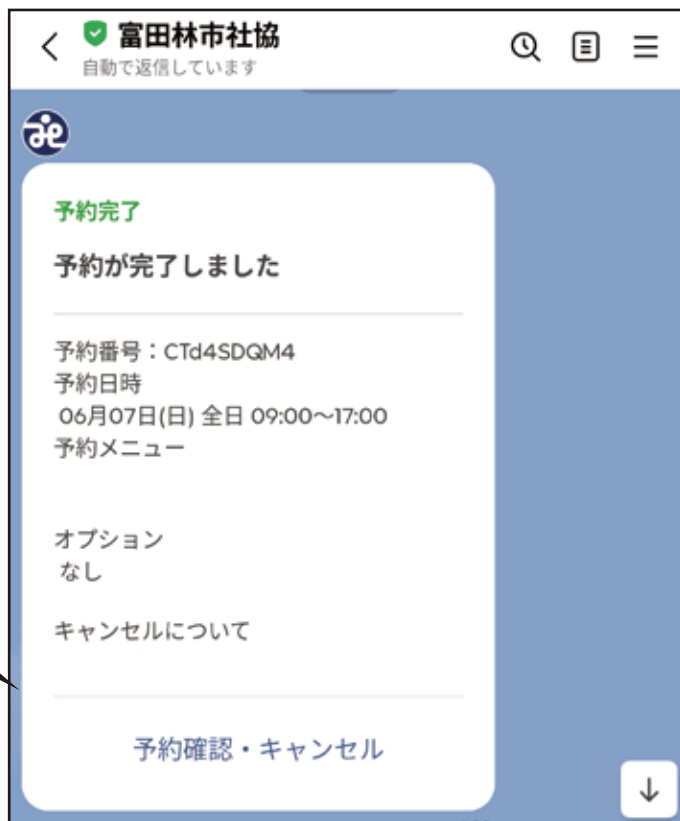 富田林市社協
自動で返信しています
予約完了
予約が完了しました
予約番号：CTd4SDQM4
予約日時
06月07日(日) 全日 09:00〜17:00
予約メニュー
オプション
なし
キャンセルについて
予約確認・キャンセル